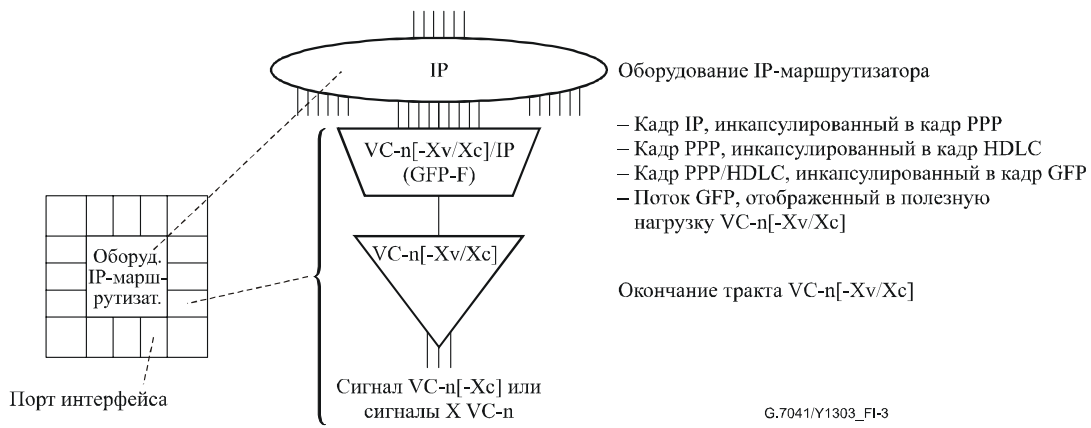 IP
Оборудование IP-маршрутизатора
– Кадр IP, инкапсулированный в кадр PPP
– Кадр PPP, инкапсулированный в кадр HDLC
– Кадр PPP/HDLC, инкапсулированный в кадр GFP
– Поток GFP, отображенный в полезную
нагрузку VC-n[-Xv/Xc]
VC-n[-Xv/Xc]/IP
(GFP-F)
Оборуд.
IP-марш-
рутизат.
VC-n[-Xv/Xc]
Окончание тракта VC-n[-Xv/Xc]
Порт интерфейса
Сигнал VC-n[-Xc] или
сигналы X VC-n
G.7041/Y1303_FI-3